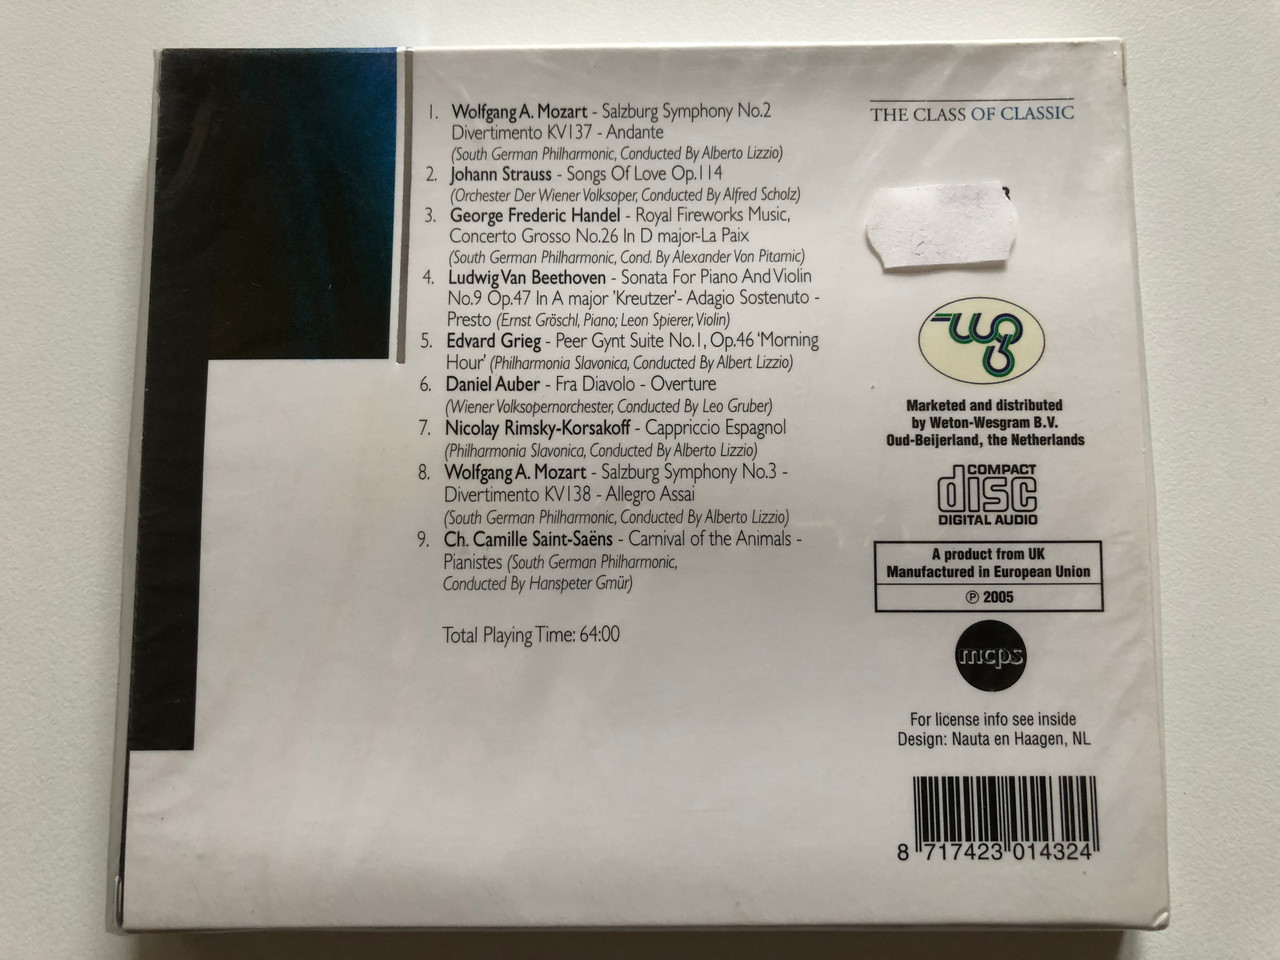 1. Wolfgang A. Mozart - Salzburg Symphony No.2
Divertimento KV137 - Andante
(South German Philharmonic, Conducted By Alberto Lizzio)
2. Johann Strauss - Songs Of Love Op.114
(Orchester Der Wiener Volksoper, Conducted By Alfred Scholz)
3. George Frederic Handel - Royal Fireworks Music,
Concerto Grosso No.26 In D major-La Paix
(South German Philharmonic, Cond. By Alexander Von Pitamic)
4. Ludwig Van Beethoven - Sonata For Piano And Violin
No.9 Op.47 In A major 'Kreutzer'- Adagio Sostenuto -
Presto (Ernst Gröschl, Piano; Leon Spierer, Violin)
5. Edvard Grieg - Peer Gynt Suite No.1, Op.46 'Morning
Hour' (Philharmonia Slavonica, Conducted By Albert Lizzio)
6. Daniel Auber - Fra Diavolo - Overture
(Wiener Volksopernorchester, Conducted By Leo Gruber)
7. Nicolay Rimsky-Korsakoff - Cappriccio Espagnol
(Philharmonia Slavonica, Conducted By Alberto Lizzio)
8. Wolfgang A. Mozart - Salzburg Symphony No.3 -
Divertimento KV138 - Allegro Assai
(South German Philharmonic, Conducted By Alberto Lizzio)
9. Ch. Camille Saint-Saëns - Carnival of the Animals -
Pianistes (South German Philharmonic,
Conducted By Hanspeter Gmür)
Total Playing Time: 64:00
THE CLASS OF CLASSIC
Marketed and distributed
by Weton-Wesgram B.V.
Oud-Beijerland, the Netherlands
COMPACT
disc
DIGITAL AUDIO
A product from UK
Manufactured in European Union
℗ 2005
mcps
For license info see inside
Design: Nauta en Haagen, NL
8 717423 014324